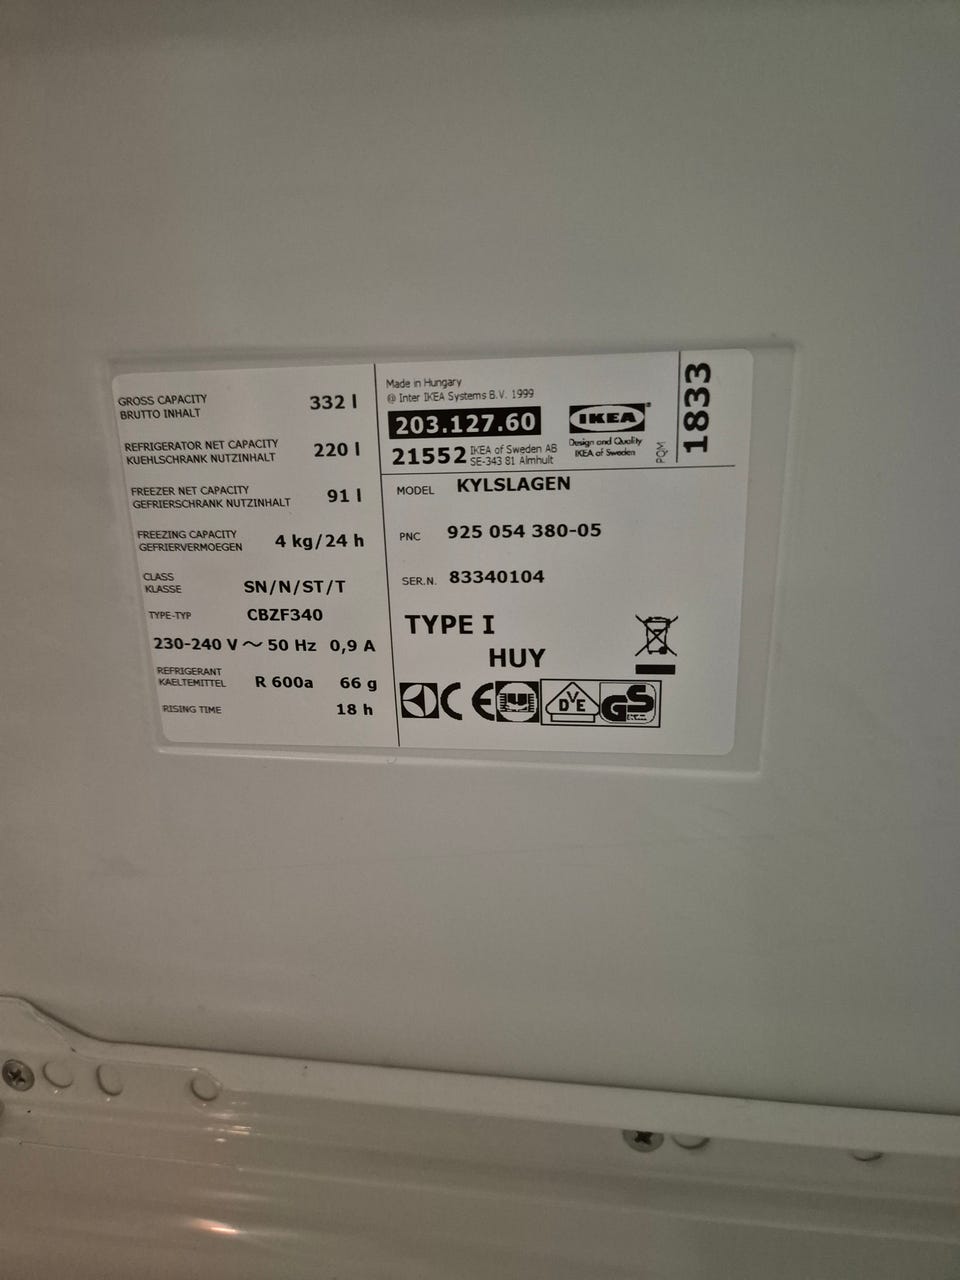 GROSS CAPACITY 332 l
BRUTTO INHALT
REFRIGERATOR NET CAPACITY 220 l
KUEHLSCHRANK NUTZINHALT
FREEZER NET CAPACITY 91 l
GEFRIERSCHRANK NUTZINHALT
FREEZING CAPACITY 4 kg/24 h
GEFRIERVERMOEGEN
CLASS
KLASSE SN/N/ST/T
TYPE-TYP CBZF340
230-240 V ~ 50 Hz 0,9 A
REFRIGERANT
KAELTEMITTEL R 600a 66 g
RISING TIME 18 h
Made in Hungary
@ Inter IKEA Systems B.V. 1999
203.127.60
21552 IKEA of Sweden AB
SE-343 81 Almhult
IKEA®
Design and Quality
IKEA of Sweden
PQM
1833
MODEL KYLSLAGEN
PNC 925 054 380-05
SER.N. 83340104
TYPE I
HUY
CE
DVE
GS